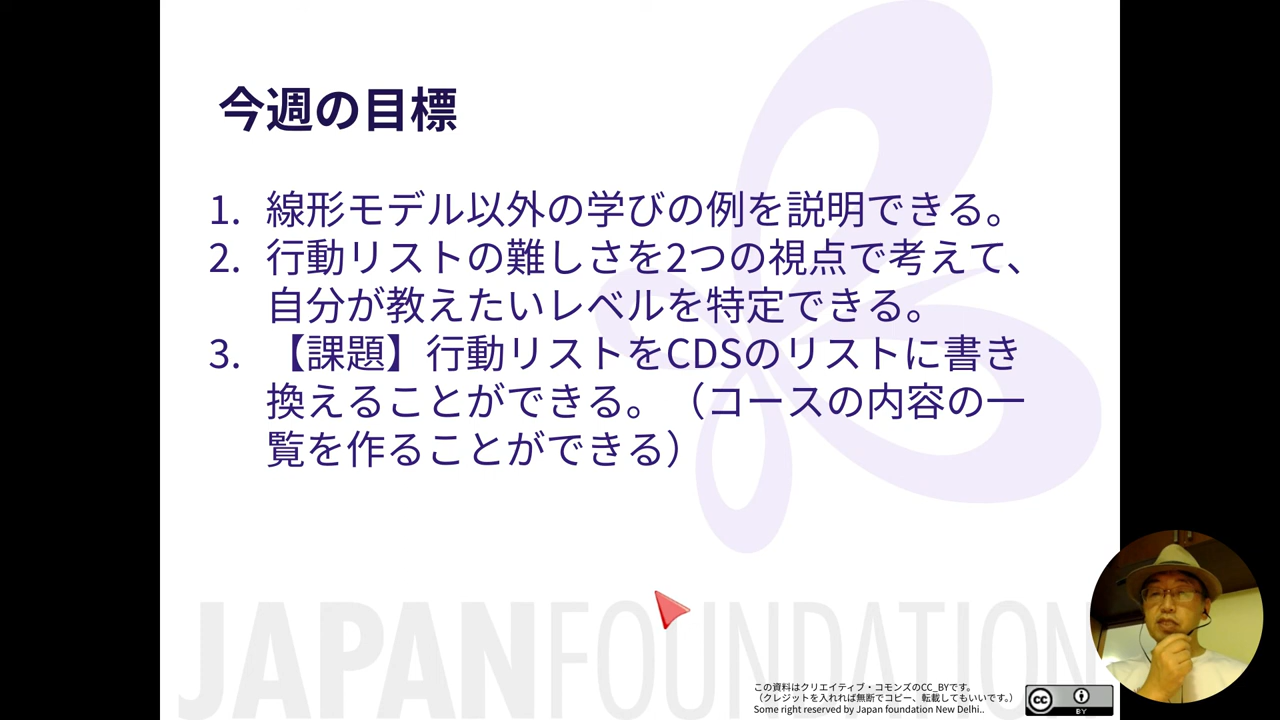 今週の目標
1. 線形モデル以外の学びの例を説明できる。
2. 行動リストの難しさを2つの視点で考えて、
自分が教えたいレベルを特定できる。
3. 【課題】行動リストをCDSのリストに書き
換えることができる。（コースの内容の一
覧を作ることができる）
JAPANFOUNDATION
この資料はクリエイティブ・コモンズのCC_BYです。
（クレジットを入れれば無断でコピー、転載してもいいです。）
Some right reserved by Japan foundation New Delhi..
cc
BY